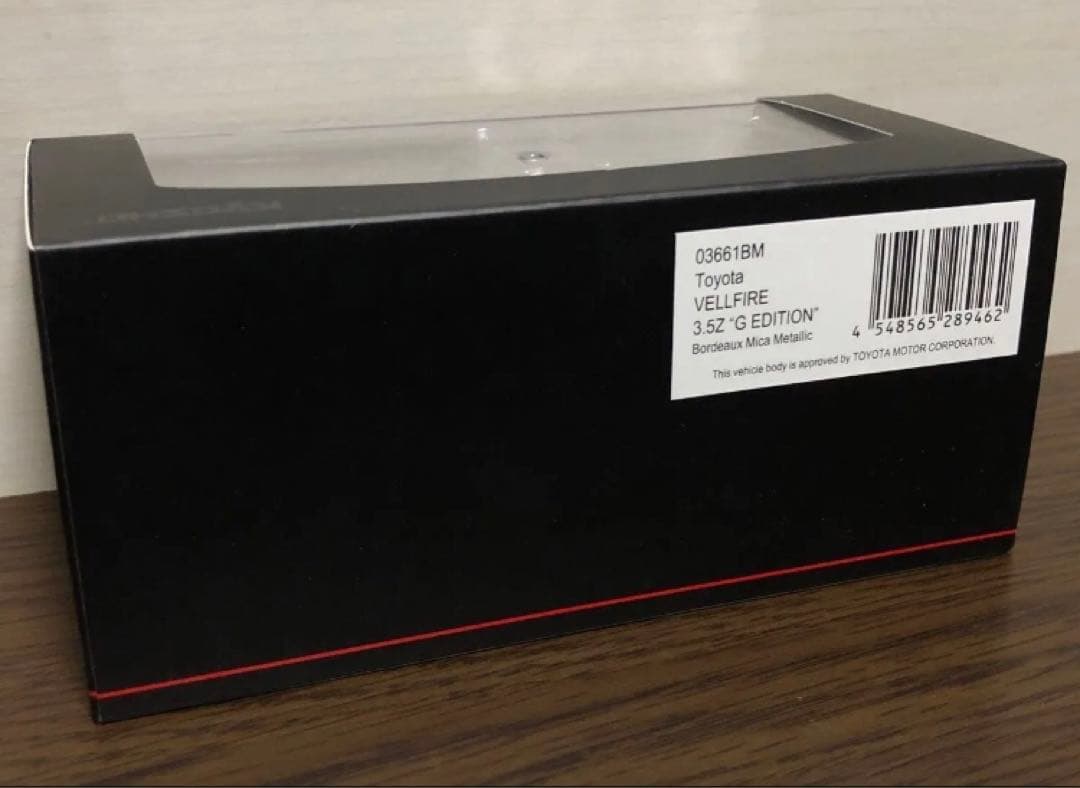 03661BM
Toyota
VELLFIRE
3.5Z “G EDITION”
Bordeaux Mica Metallic
4 548565 289462
This vehicle body is approved by TOYOTA MOTOR CORPORATION.